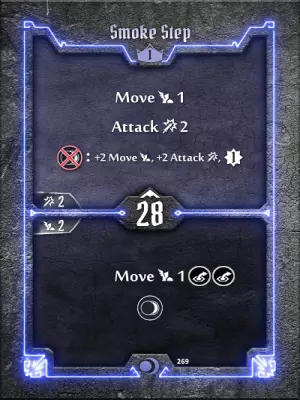 Smoke Step
1
Move 1
Attack 2
: +2 Move , +2 Attack , 1
2
28
2
Move 1
269